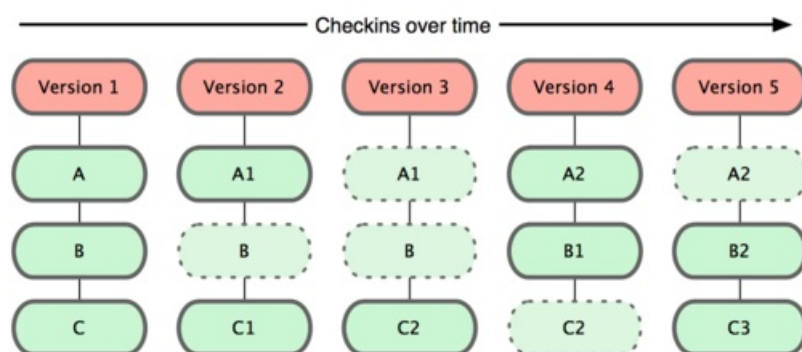 Checkins over time
Version 1 Version 2 Version 3 Version 4 Version 5
A A1 A1 A2 A2
B B B B1 B2
C C1 C2 C2 C3